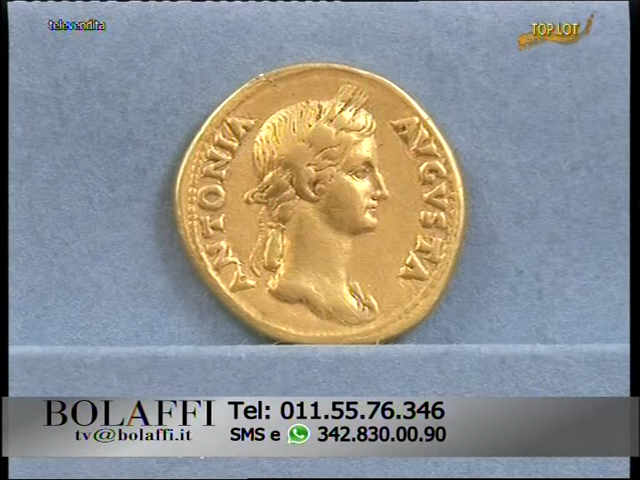 televendita
TOP LOT
ANTONIA AVGVSTA
BOLAFFI
tv@bolaffi.it
Tel: 011.55.76.346
SMS e 342.830.00.90